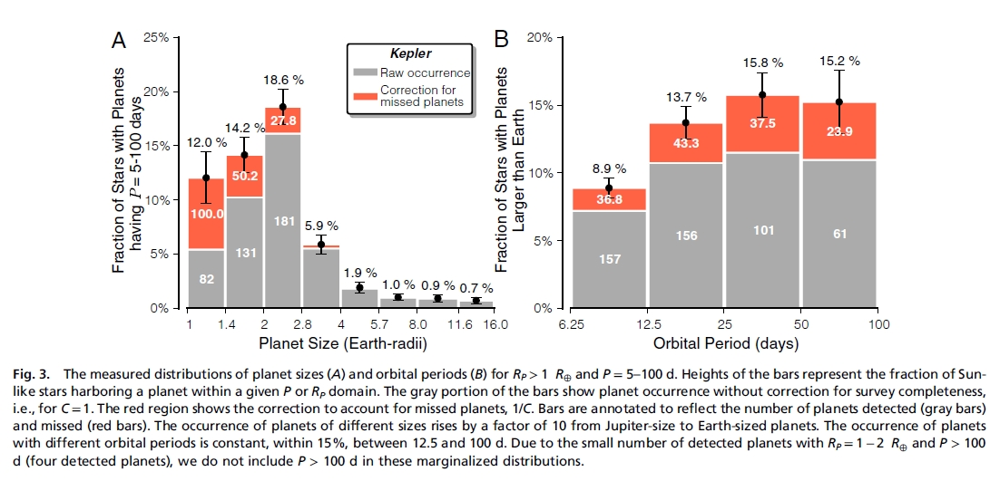 A
Fraction of Stars with Planets
having P = 5-100 days
25%
20%
15%
10%
5%
0%
Kepler
Raw occurrence
Correction for
missed planets
12.0 %
14.2 %
18.6 %
5.9 %
1.9 %
1.0 %
0.9 %
0.7 %
100.0
50.2
27.8
82
131
181
1
1.4
2
2.8
4
5.7
8.0
11.6
16.0
Planet Size (Earth-radii)
B
Fraction of Stars with Planets
Larger than Earth
20%
15%
10%
5%
0%
8.9 %
13.7 %
15.8 %
15.2 %
36.8
43.3
37.5
23.9
157
156
101
61
6.25
12.5
25
50
100
Orbital Period (days)
Fig. 3. The measured distributions of planet sizes (A) and orbital periods (B) for RP > 1 R⊕ and P = 5–100 d. Heights of the bars represent the fraction of Sun-
like stars harboring a planet within a given P or RP domain. The gray portion of the bars show planet occurrence without correction for survey completeness,
i.e., for C = 1. The red region shows the correction to account for missed planets, 1/C. Bars are annotated to reflect the number of planets detected (gray bars)
and missed (red bars). The occurrence of planets of different sizes rises by a factor of 10 from Jupiter-size to Earth-sized planets. The occurrence of planets
with different orbital periods is constant, within 15%, between 12.5 and 100 d. Due to the small number of detected planets with RP = 1 – 2 R⊕ and P > 100
d (four detected planets), we do not include P > 100 d in these marginalized distributions.